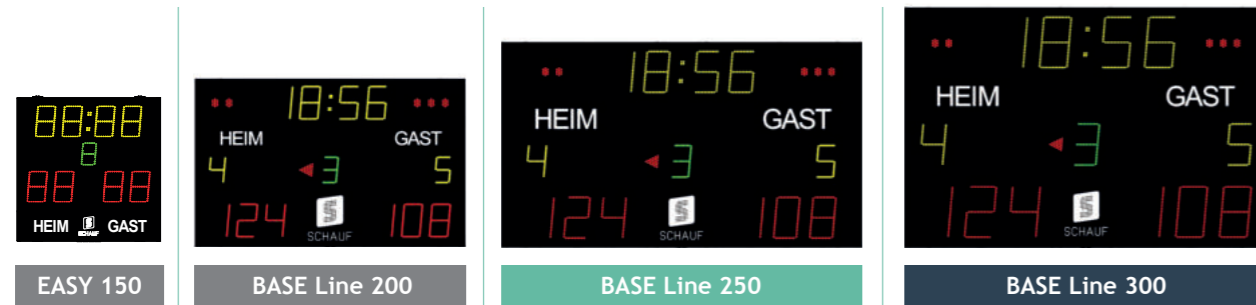 88:88
8
88 88
HEIM SCHAUF GAST
EASY 150
18:56
HEIM GAST
4 3 5
124 108
SCHAUF
BASE Line 200
18:56
HEIM GAST
4 3 5
124 108
SCHAUF
BASE Line 250
18:56
HEIM GAST
4 3 5
124 108
SCHAUF
BASE Line 300